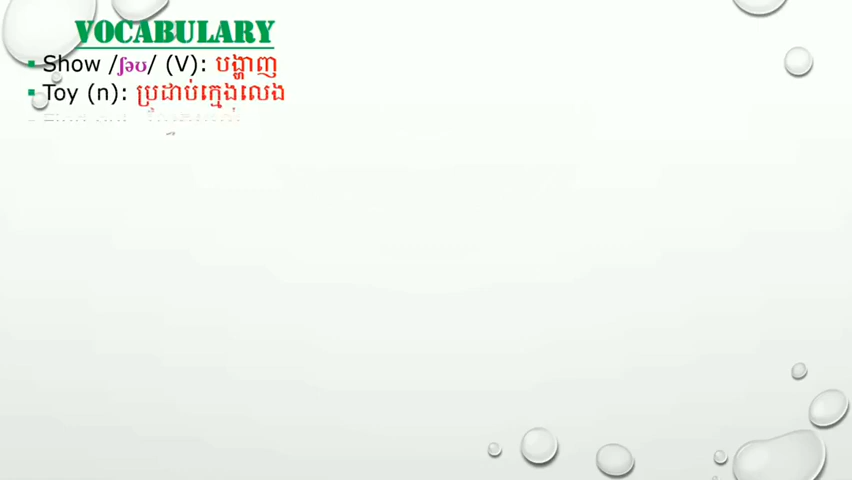 VOCABULARY
▪ Show /ʃəʊ/ (V): បង្ហាញ
▪ Toy (n): ប្រដាប់ក្មេងលេង